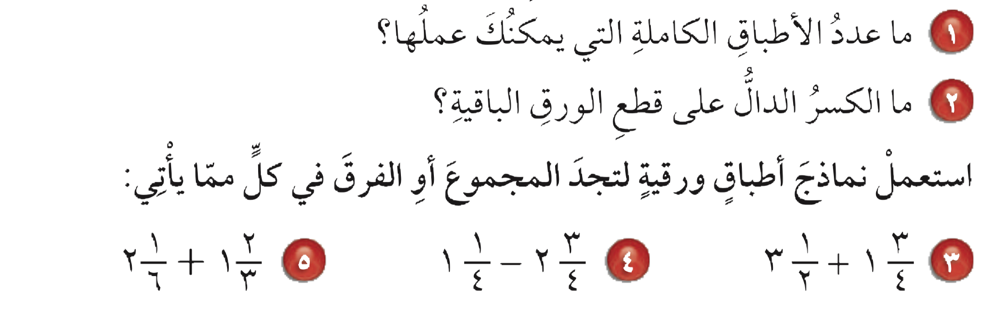 ١ ما عددُ الأطباقِ الكاملةِ التي يمكنُكَ عملُها؟
٢ ما الكسرُ الدالُّ على قطعِ الورقِ الباقيةِ؟
استعملْ نماذجَ أطباقٍ ورقيةٍ لتجدَ المجموعَ أوِ الفرقَ في كلٍّ ممّا يأْتِي:
٣ ١ ٣/٤ + ٣ ١/٢ ٤ ٢ ٣/٤ − ١ ١/٤ ٥ ١ ٢/٣ + ٢ ١/٦